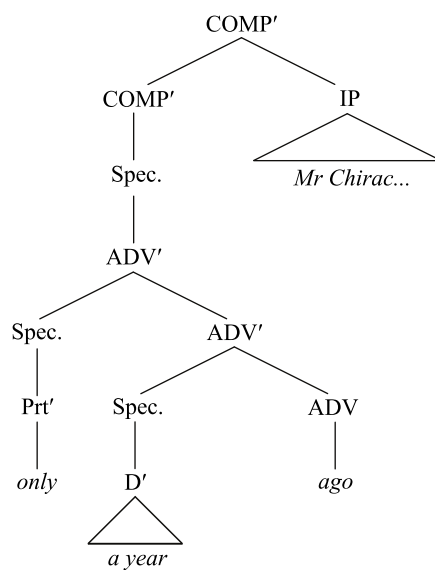 COMP′
COMP′ IP
Spec. Mr Chirac...
ADV′
Spec. ADV′
Prt′ Spec. ADV
only D′ ago
a year